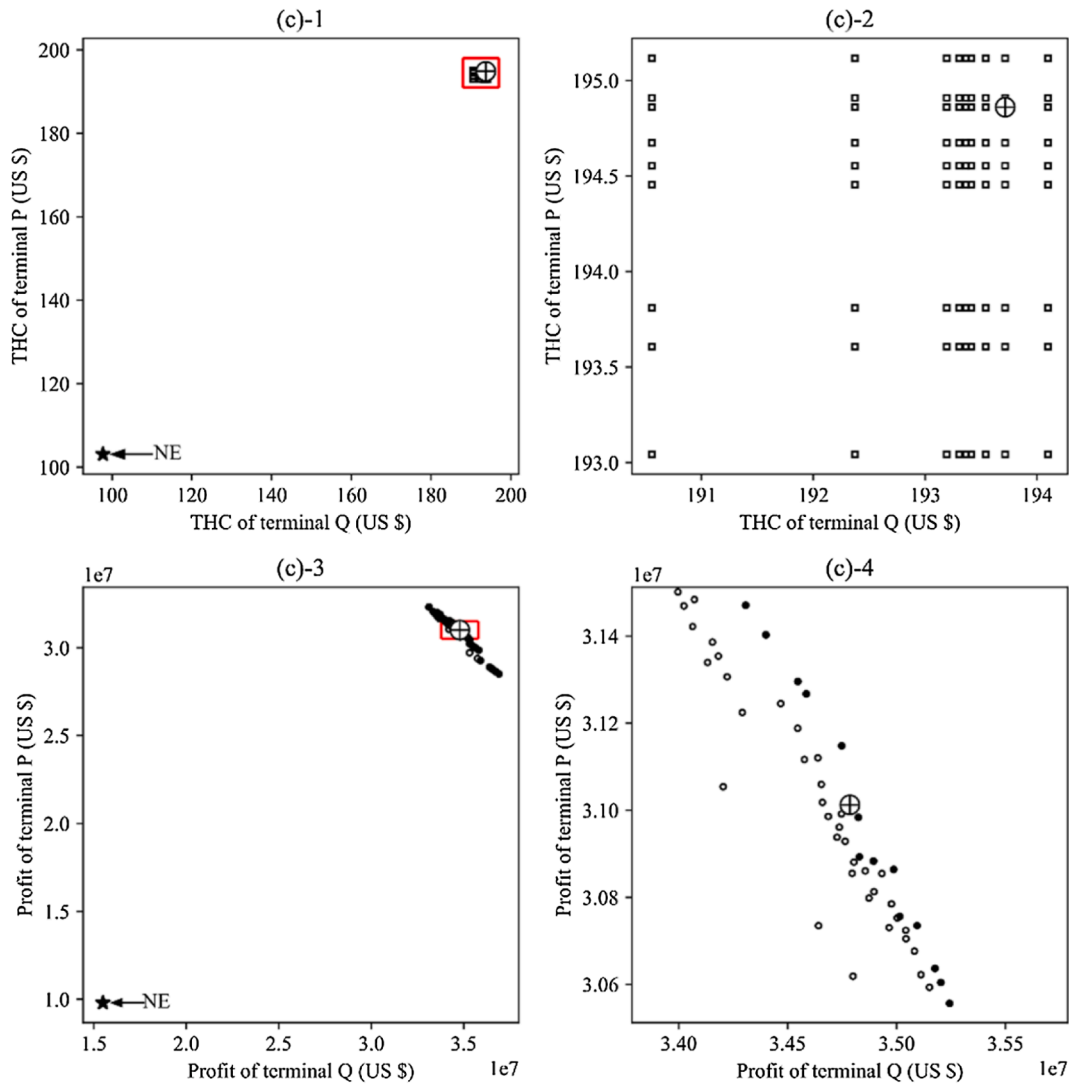 (c)-1
200
180
160
140
120
100
THC of terminal P (US $)
NE
100 120 140 160 180 200
THC of terminal Q (US $)
(c)-2
195.0
194.5
194.0
193.5
193.0
THC of terminal P (US $)
191 192 193 194
THC of terminal Q (US $)
(c)-3
1e7
3.0
2.5
2.0
1.5
1.0
Profit of terminal P (US $)
NE
1.5 2.0 2.5 3.0 3.5
1e7
Profit of terminal Q (US $)
(c)-4
1e7
3.14
3.12
3.10
3.08
3.06
Profit of terminal P (US $)
3.40 3.45 3.50 3.55
1e7
Profit of terminal Q (US $)